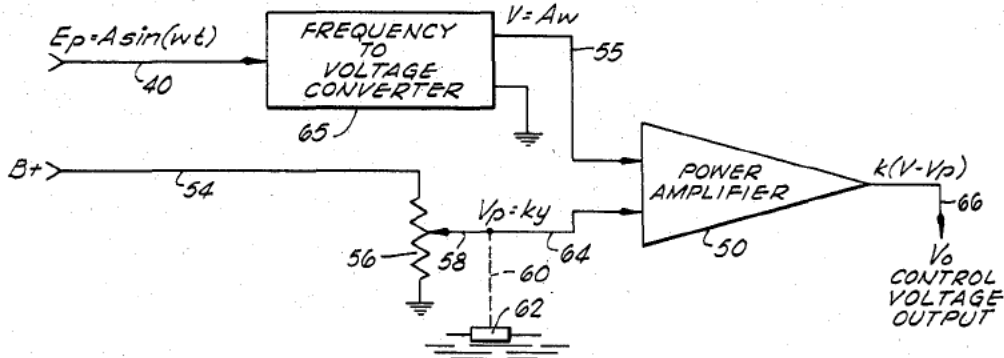 Ep=Asin(wt)
40
FREQUENCY
TO
VOLTAGE
CONVERTER
65
V=Aw
55
B+
54
56
58
Vp=ky
64
60
62
POWER
AMPLIFIER
50
k(V-Vp)
66
Vo
CONTROL
VOLTAGE
OUTPUT